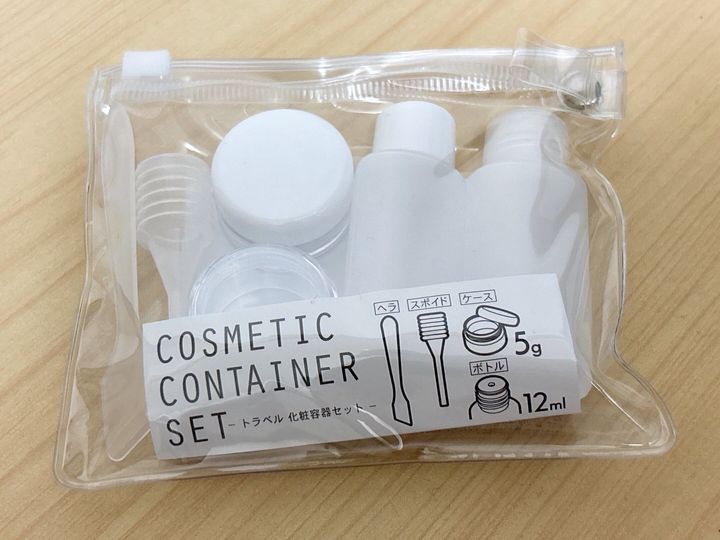 COSMETIC
CONTAINER
SET
- トラベル 化粧容器セット -
ヘラ
スポイド
ケース
5g
ボトル
12ml